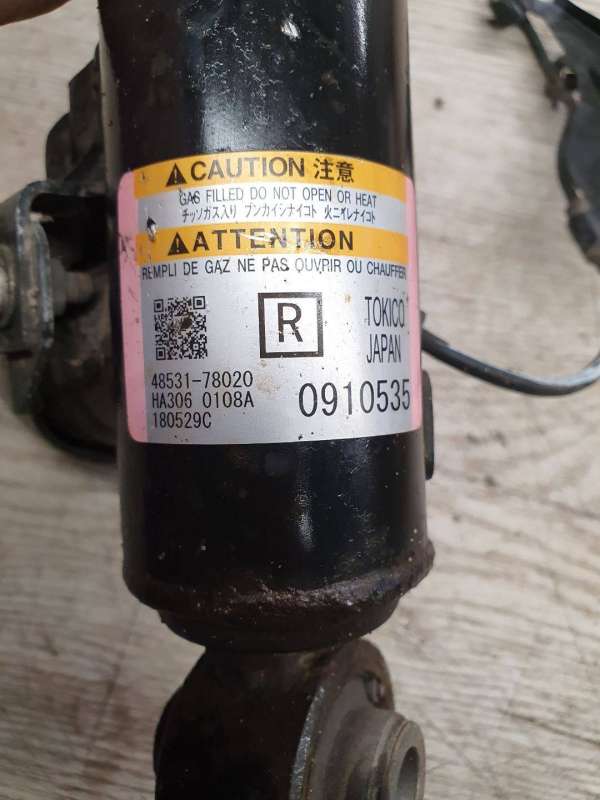 CAUTION 注意
GAS FILLED DO NOT OPEN OR HEAT
チッソガス入り ブンカイシナイコト 火ニイレナイコト
ATTENTION
REMPLI DE GAZ NE PAS OUVRIR OU CHAUFFER
R
TOKICO
JAPAN
48531-78020
HA306 0108A
180529C
0910535